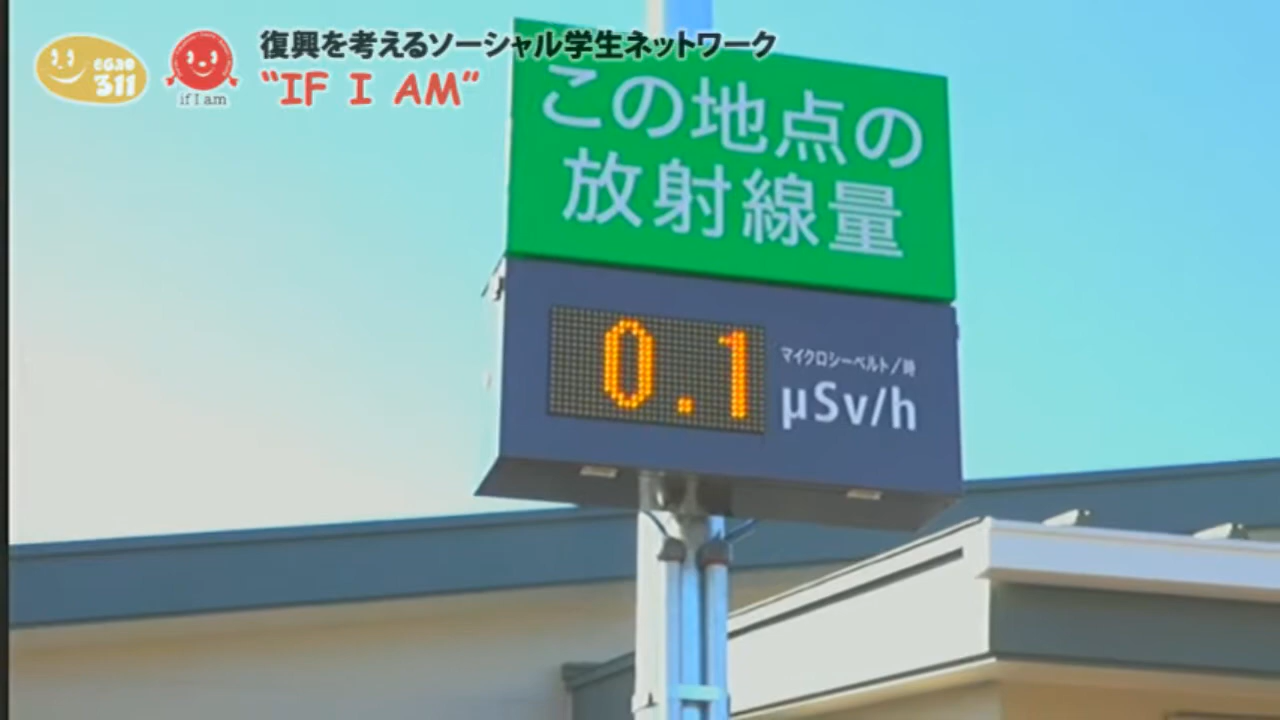 egao
311
if I am
復興を考えるソーシャル学生ネットワーク
“IF I AM”
この地点の
放射線量
0.1
マイクロシーベルト／時
μSv/h